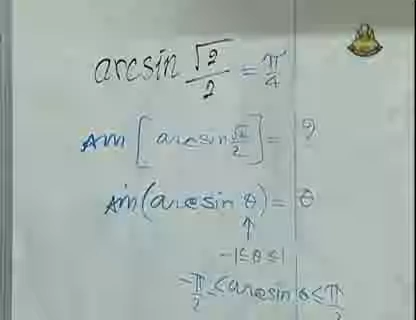 arcsin √2/2 = π/4
sin [ arcsin √2/2 ] = ?
sin (arcsin θ) = θ
↑
-1 ≤ θ ≤ 1
-π/2 ≤ arcsin θ ≤ π/2